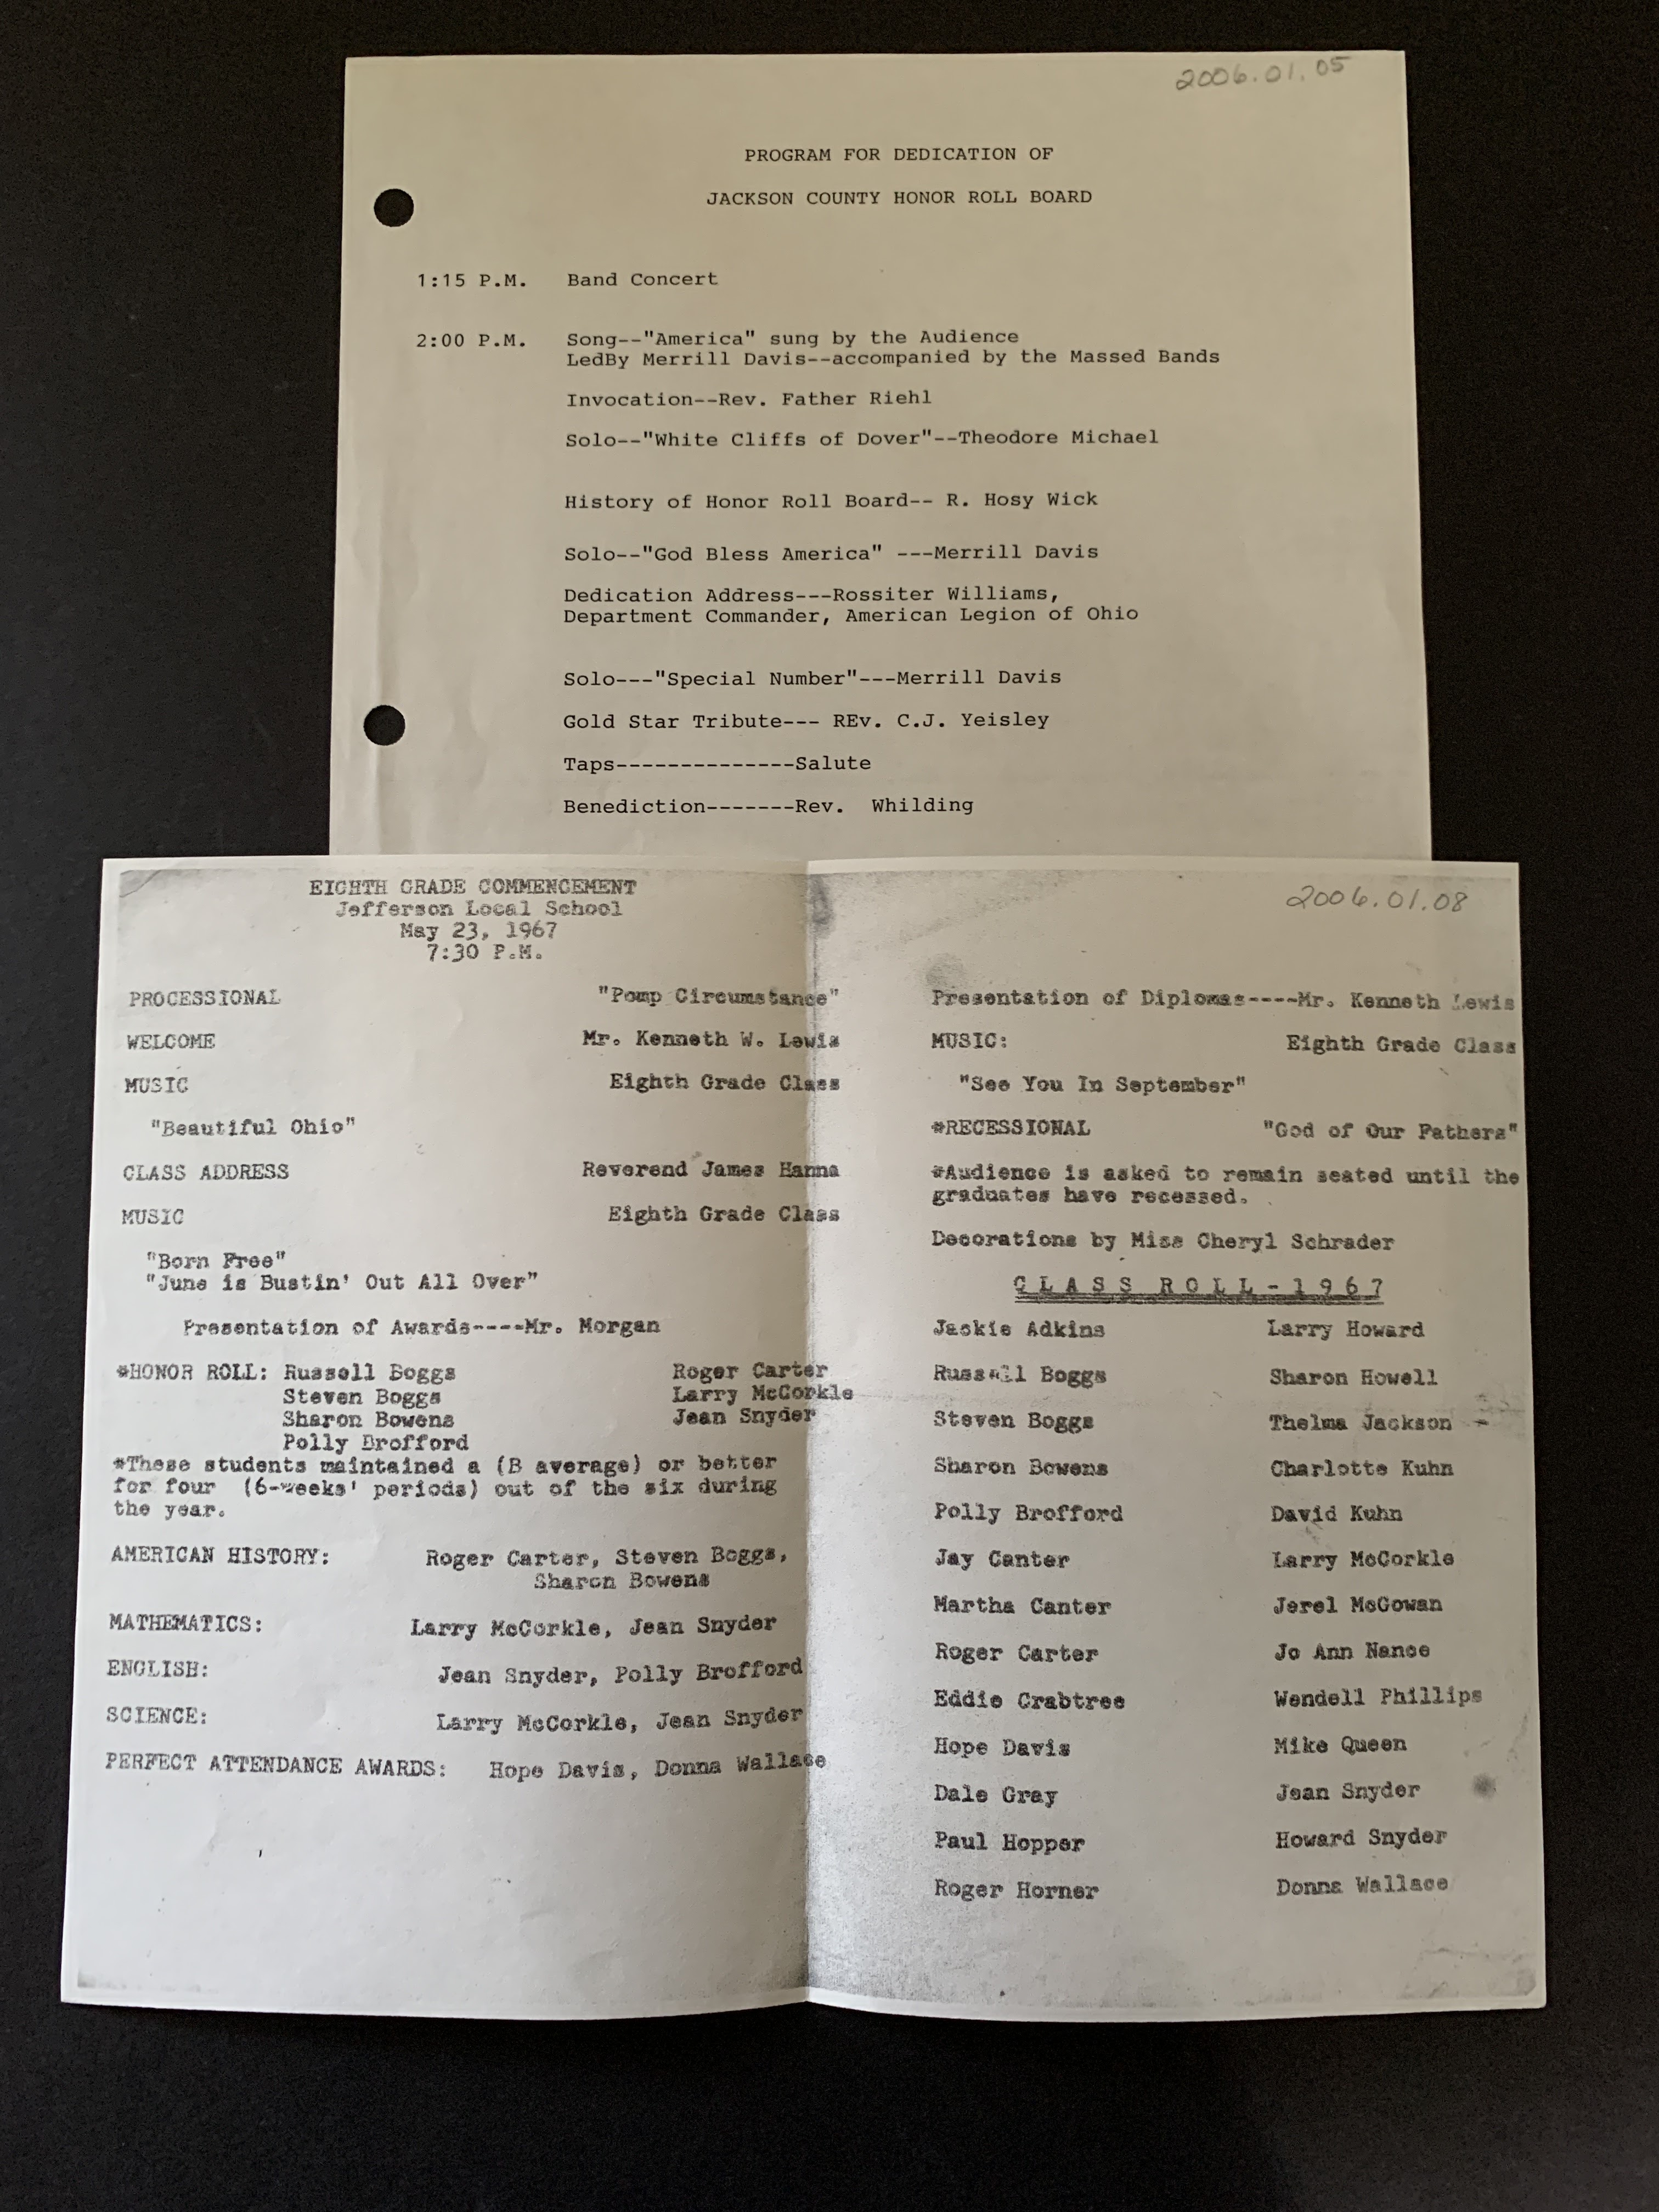 2006.01.05
PROGRAM FOR DEDICATION OF
JACKSON COUNTY HONOR ROLL BOARD
1:15 P.M. Band Concert
2:00 P.M. Song--"America" sung by the Audience
LedBy Merrill Davis--accompanied by the Massed Bands
Invocation--Rev. Father Riehl
Solo--"White Cliffs of Dover"--Theodore Michael
History of Honor Roll Board-- R. Hosy Wick
Solo--"God Bless America" ---Merrill Davis
Dedication Address---Rossiter Williams,
Department Commander, American Legion of Ohio
Solo---"Special Number"---Merrill Davis
Gold Star Tribute--- REv. C.J. Yeisley
Taps--------------Salute
Benediction-------Rev. Whilding
EIGHTH GRADE COMMENCEMENT
Jefferson Local School
May 23, 1967
7:30 P.M.
PROCESSIONAL "Pomp Circumstance"
WELCOME Mr. Kenneth W. Lewis
MUSIC Eighth Grade Class
"Beautiful Ohio"
CLASS ADDRESS Reverend James Hanna
MUSIC Eighth Grade Class
"Born Free"
"June is Bustin' Out All Over"
Presentation of Awards----Mr. Morgan
*HONOR ROLL: Russell Boggs Roger Carter
Steven Boggs Larry McCorkle
Sharon Bowens Jean Snyder
Polly Brofford
*These students maintained a (B average) or better
for four (6-weeks' periods) out of the six during
the year.
AMERICAN HISTORY: Roger Carter, Steven Boggs,
Sharon Bowens
MATHEMATICS: Larry McCorkle, Jean Snyder
ENGLISH: Jean Snyder, Polly Brofford
SCIENCE: Larry McCorkle, Jean Snyder
PERFECT ATTENDANCE AWARDS: Hope Davis, Donna Wallace
2006.01.08
Presentation of Diplomas----Mr. Kenneth Lewis
MUSIC: Eighth Grade Class
"See You In September"
*RECESSIONAL "God of Our Fathers"
*Audience is asked to remain seated until the
graduates have recessed.
Decorations by Miss Cheryl Schrader
CLASS ROLL-1967
Jackie Adkins Larry Howard
Russell Boggs Sharon Howell
Steven Boggs Thelma Jackson
Sharon Bowens Charlotte Kuhn
Polly Brofford David Kuhn
Jay Canter Larry McCorkle
Martha Canter Jerel McGowan
Roger Carter Jo Ann Nance
Eddie Crabtree Wendell Phillips
Hope Davis Mike Queen
Dale Gray Jean Snyder
Paul Hopper Howard Snyder
Roger Horner Donna Wallace